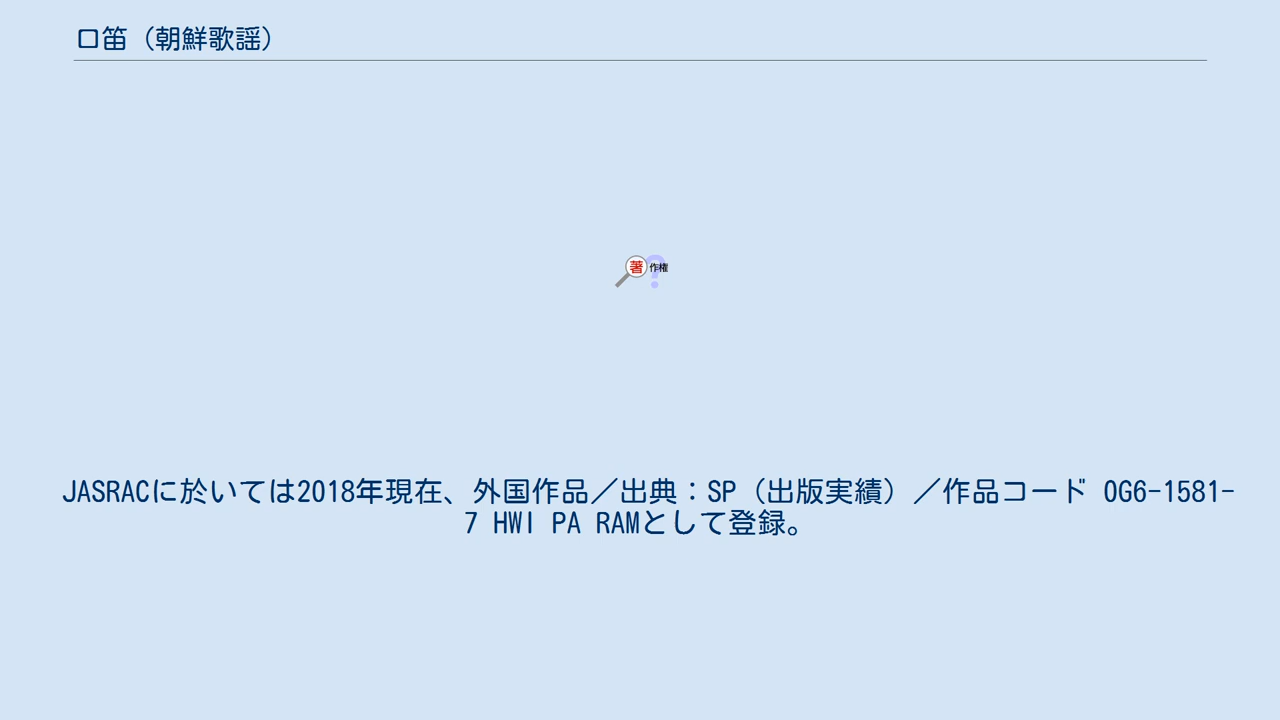 口笛（朝鮮歌謡）
著 作権 ?
JASRACに於いては2018年現在、外国作品／出典：SP（出版実績）／作品コード 0G6-1581-
7 HWI PA RAMとして登録。